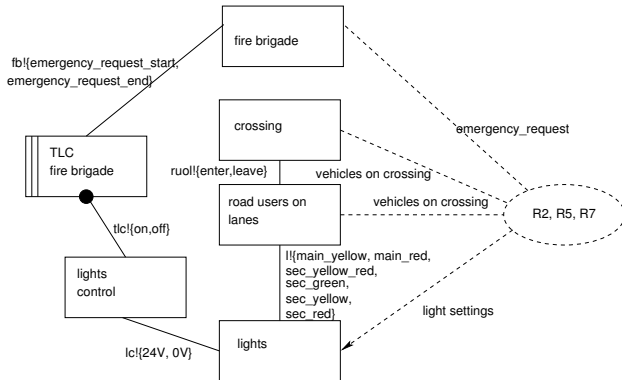 fire brigade
fb!{emergency_request_start,
emergency_request_end}
crossing
emergency_request
TLC
fire brigade
ruol!{enter,leave}
vehicles on crossing
road users on
lanes
vehicles on crossing
R2, R5, R7
tlc!{on,off}
l!{main_yellow, main_red,
sec_yellow_red,
sec_green,
sec_yellow,
sec_red}
lights
control
light settings
lights
lc!{24V, 0V}